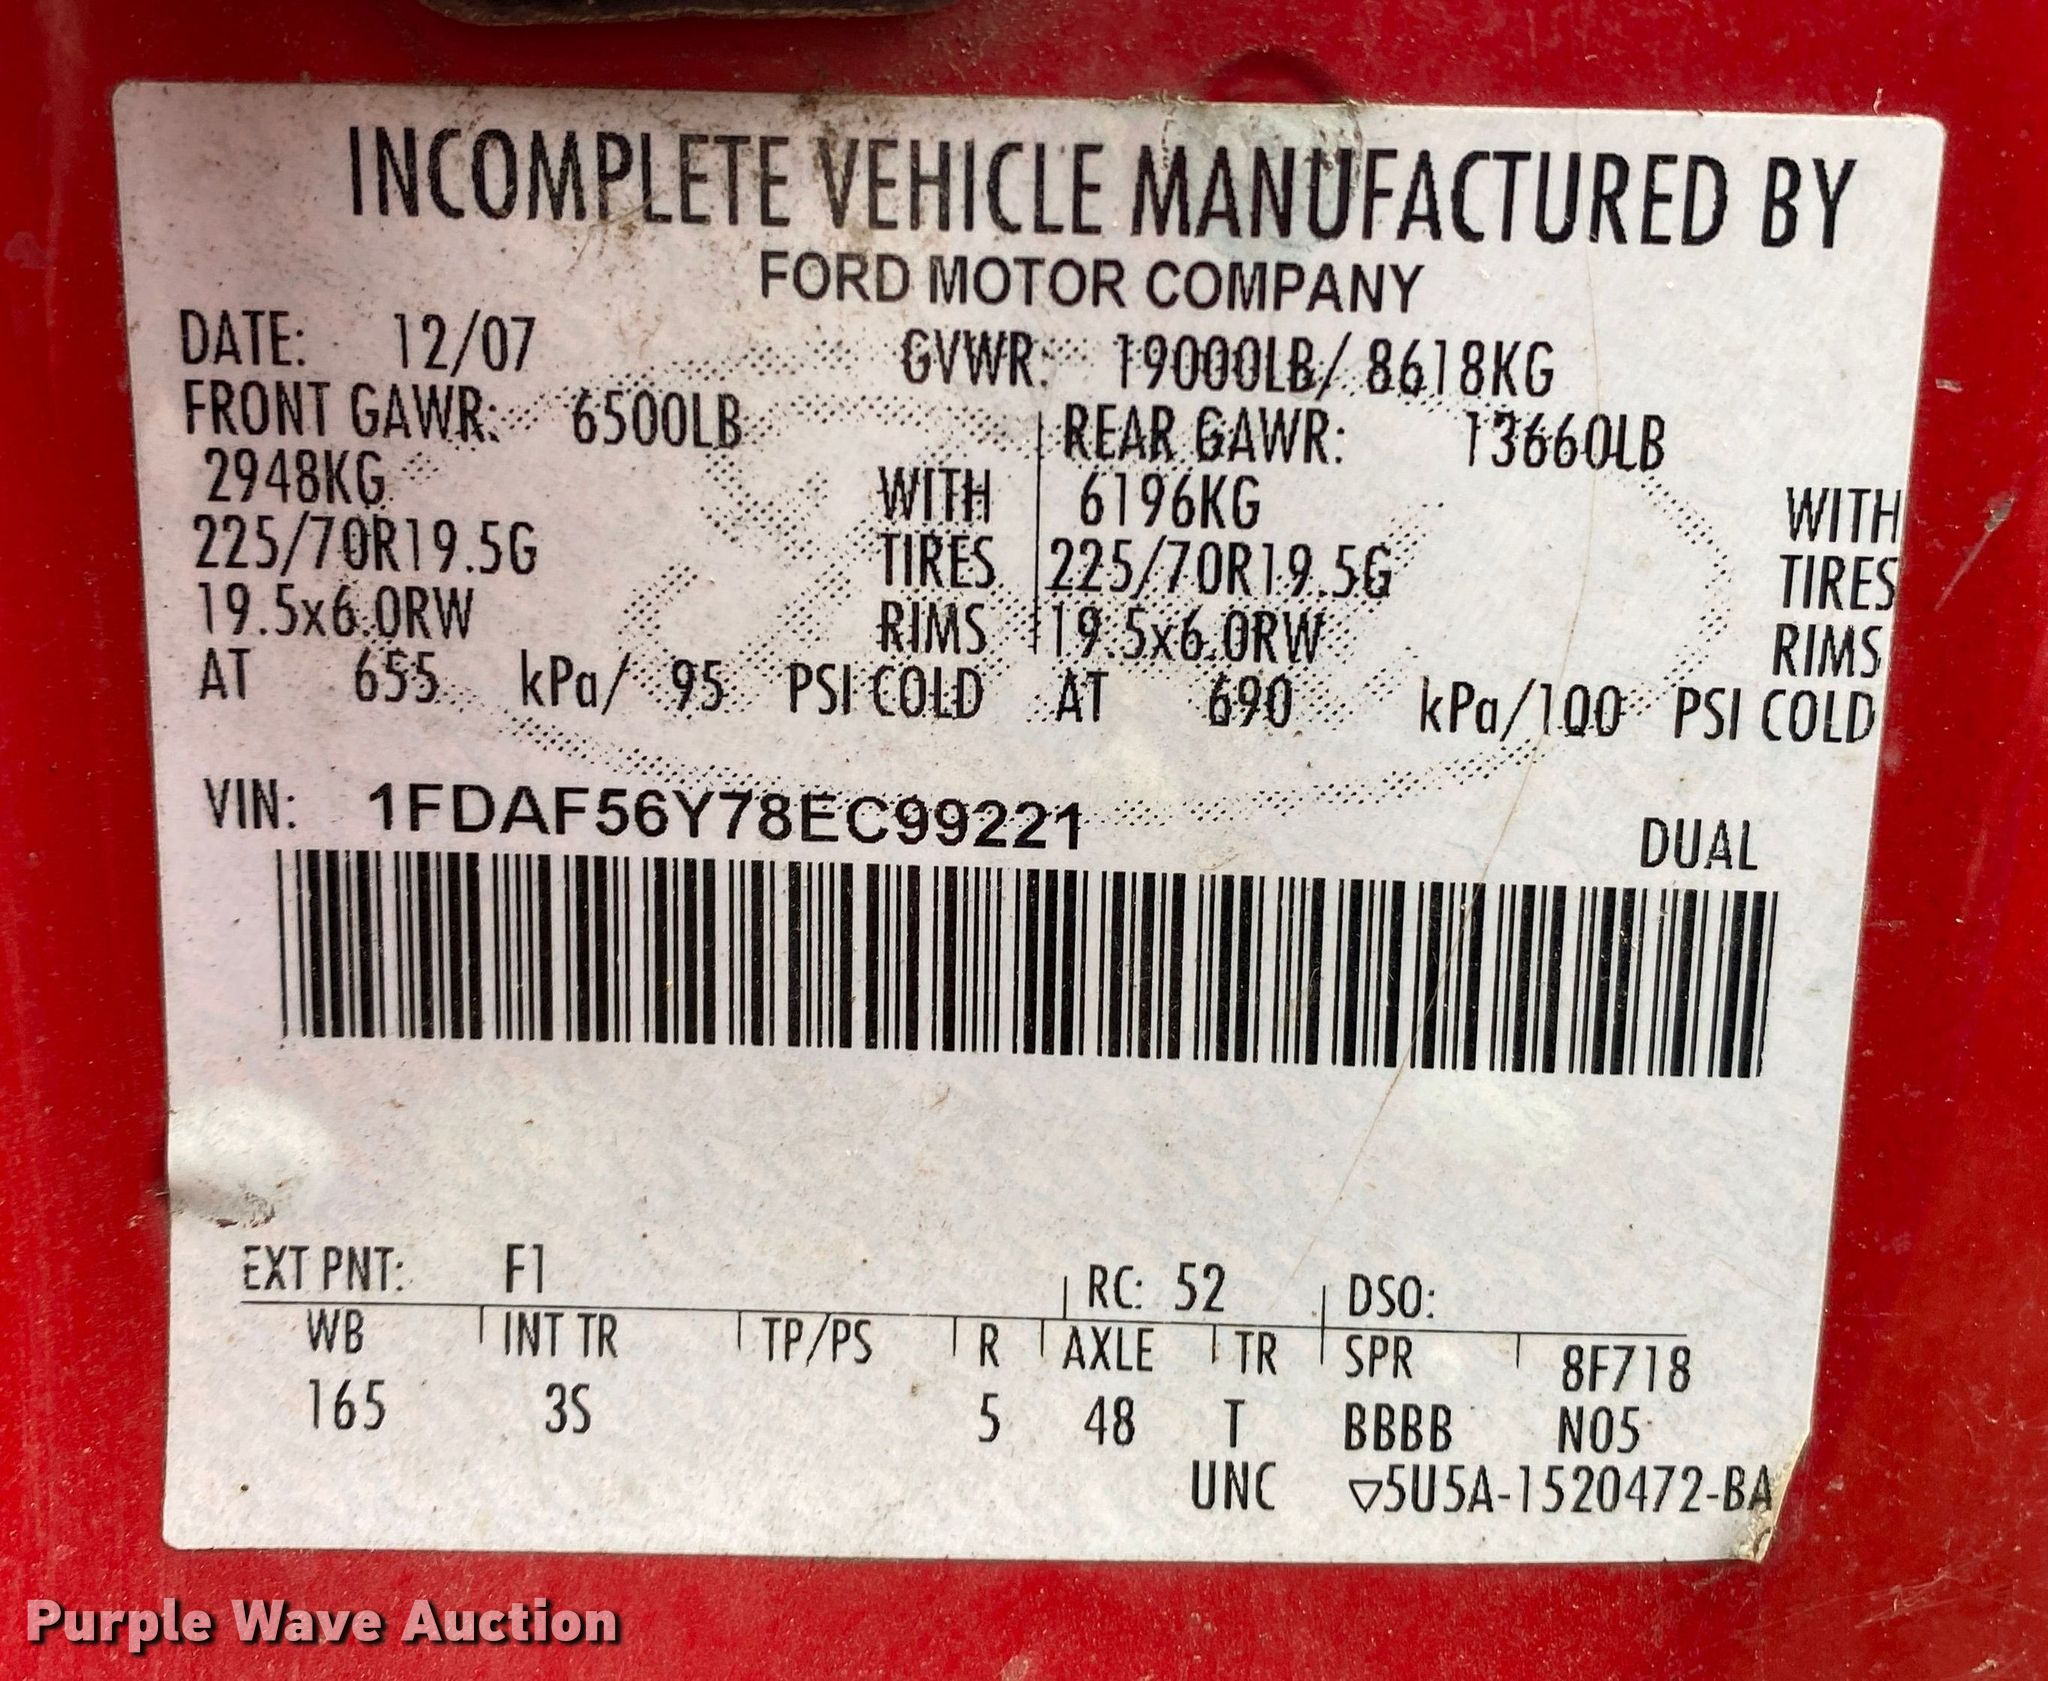 INCOMPLETE VEHICLE MANUFACTURED BY
FORD MOTOR COMPANY
DATE: 12/07 GVWR: 19000LB/ 8618KG
FRONT GAWR: 6500LB REAR GAWR: 13660LB
2948KG WITH 6196KG WITH
225/70R19.5G TIRES 225/70R19.5G TIRES
19.5x6.0RW RIMS 19.5x6.0RW RIMS
AT 655 kPa/ 95 PSI COLD AT 690 kPa/100 PSI COLD
VIN: 1FDAF56Y78EC99221
DUAL
EXT PNT: F1 RC: 52 DSO:
WB INT TR TP/PS R AXLE TR SPR 8F718
165 3S 5 48 T BBBB N05
UNC ▽5U5A-1520472-BA
Purple Wave Auction